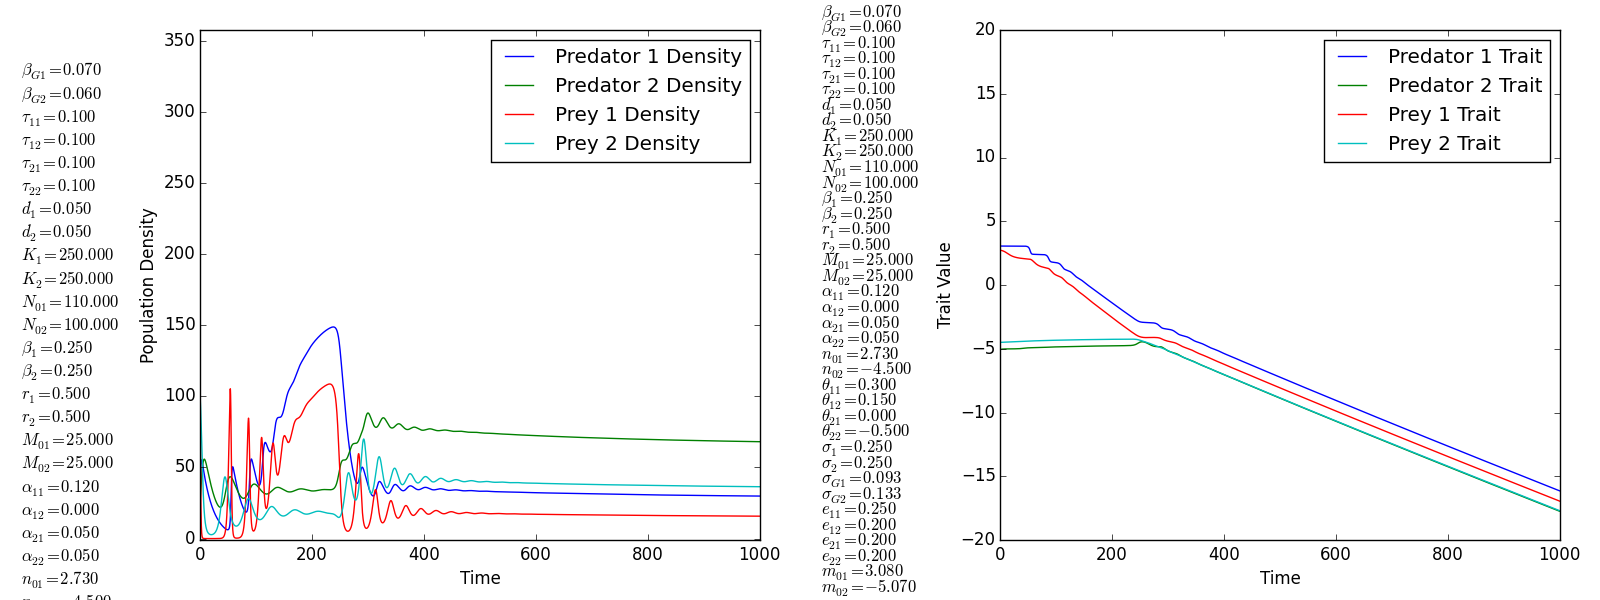 β_G1=0.070
β_G2=0.060
τ_11=0.100
τ_12=0.100
τ_21=0.100
τ_22=0.100
d_1=0.050
d_2=0.050
K_1=250.000
K_2=250.000
N_01=110.000
N_02=100.000
β_1=0.250
β_2=0.250
r_1=0.500
r_2=0.500
M_01=25.000
M_02=25.000
α_11=0.120
α_12=0.000
α_21=0.050
α_22=0.050
n_01=2.730
Population Density
350
300
250
200
150
100
50
0
Predator 1 Density
Predator 2 Density
Prey 1 Density
Prey 2 Density
0 200 400 600 800 1000
Time
β_G1=0.070
β_G2=0.060
τ_11=0.100
τ_12=0.100
τ_21=0.100
τ_22=0.100
d_1=0.050
d_2=0.050
K_1=250.000
K_2=250.000
N_01=110.000
N_02=100.000
β_1=0.250
β_2=0.250
r_1=0.500
r_2=0.500
M_01=25.000
M_02=25.000
α_11=0.120
α_12=0.000
α_21=0.050
α_22=0.050
n_01=2.730
n_02=−4.500
θ_11=0.300
θ_12=0.150
θ_21=0.000
θ_22=−0.500
σ_1=0.250
σ_2=0.250
σ_G1=0.093
σ_G2=0.133
e_11=0.250
e_12=0.200
e_21=0.200
e_22=0.200
m_01=3.080
m_02=−5.070
Trait Value
20
15
10
5
0
−5
−10
−15
−20
Predator 1 Trait
Predator 2 Trait
Prey 1 Trait
Prey 2 Trait
0 200 400 600 800 1000
Time